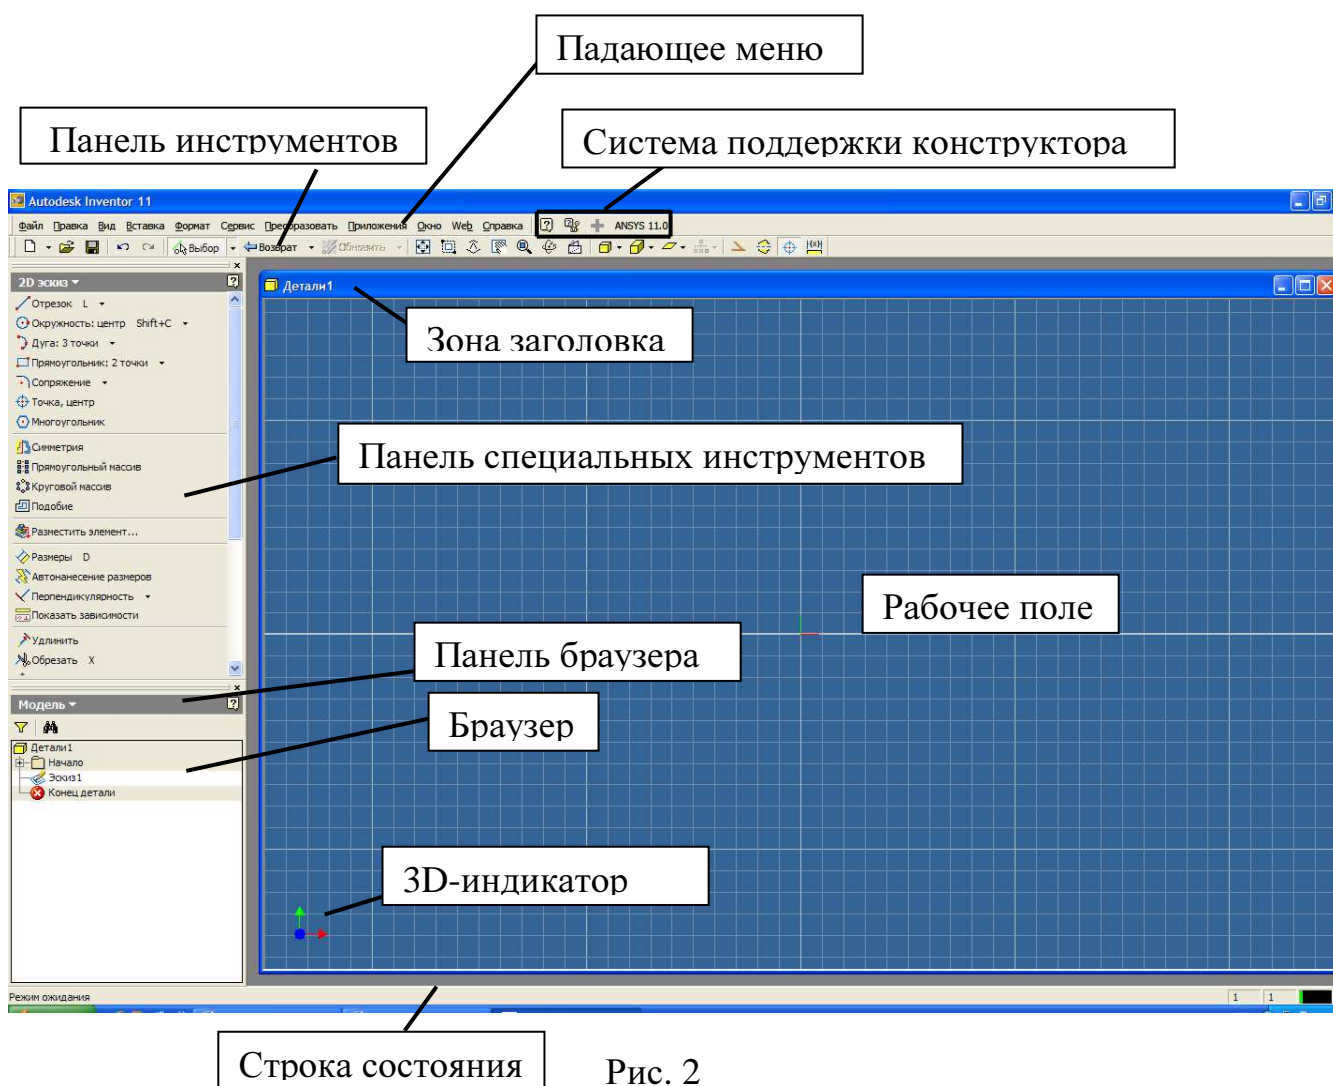 Падающее меню
Панель инструментов
Система поддержки конструктора
Autodesk Inventor 11
Файл Правка Вид Вставка Формат Сервис Преобразовать Приложения Окно Web Справка ANSYS 11.0
Выбор Возврат Обновить
2D эскиз
Детали1
Отрезок L
Окружность: центр Shift+C
Зона заголовка
Дуга: 3 точки
Прямоугольник: 2 точки
Сопряжение
Точка, центр
Многоугольник
Симметрия
Панель специальных инструментов
Прямоугольный массив
Круговой массив
Подобие
Разместить элемент...
Размеры D
Автонанесение размеров
Перпендикулярность
Рабочее поле
Показать зависимости
Удлинить
Панель браузера
Обрезать X
Модель
Браузер
Детали1
Начало
Эскиз1
Конец детали
3D-индикатор
Режим ожидания
1 1
Строка состояния
Рис. 2